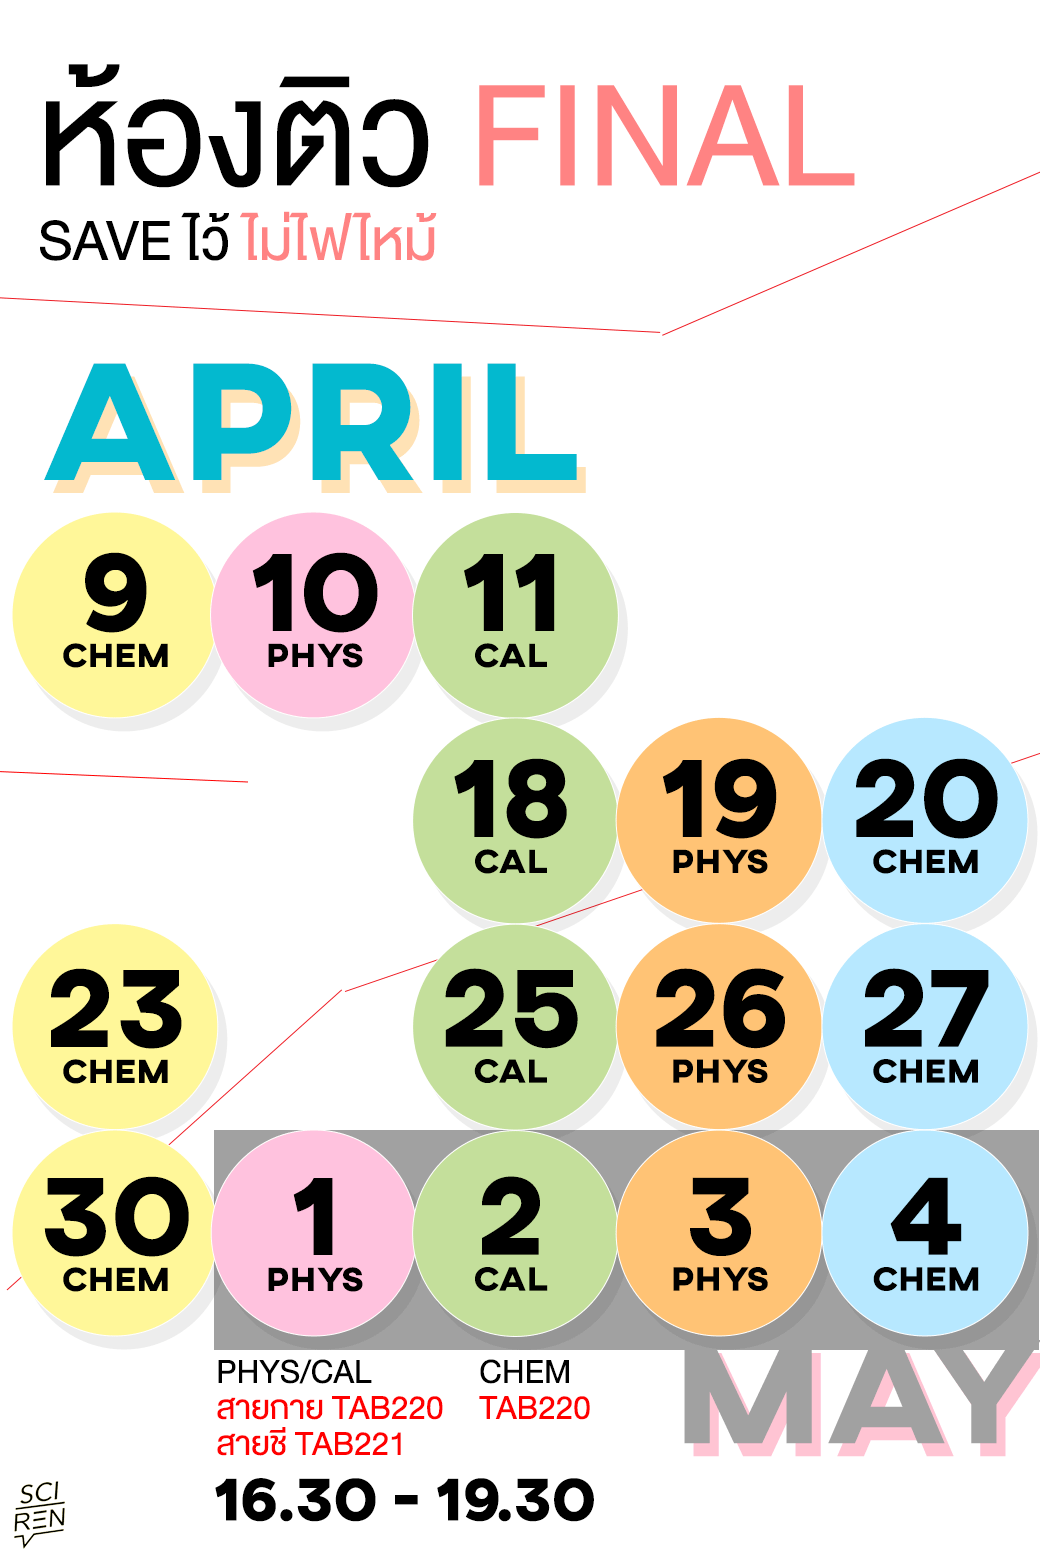 ห้องติว FINAL
SAVE ไว้ ไม่ไฟไหม้
APRIL
9 10 11
CHEM PHYS CAL
18 19 20
CAL PHYS CHEM
23 25 26 27
CHEM CAL PHYS CHEM
30 1 2 3 4
CHEM PHYS CAL PHYS CHEM
MAY
PHYS/CAL CHEM
สายกาย TAB220 TAB220
สายชี TAB221
16.30 - 19.30
SCI
REN